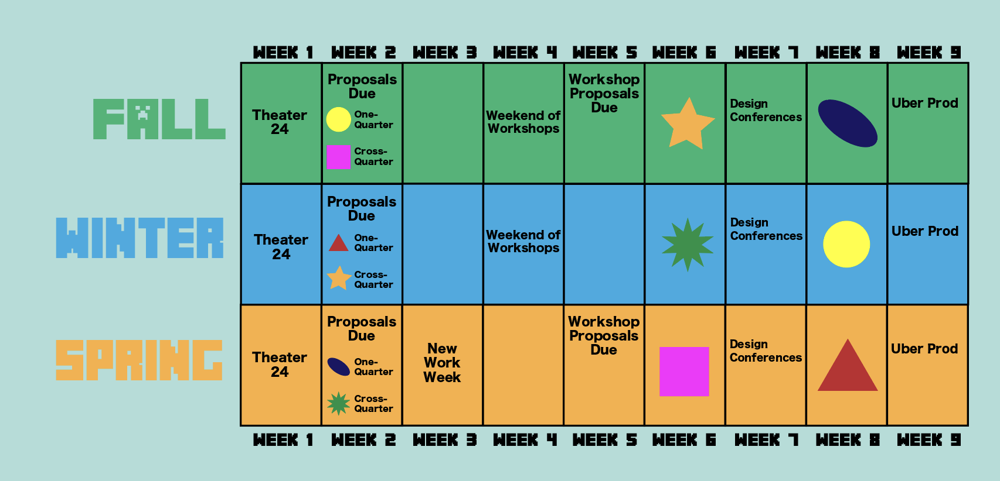 WEEK 1 WEEK 2 WEEK 3 WEEK 4 WEEK 5 WEEK 6 WEEK 7 WEEK 8 WEEK 9
FALL
Theater
24
Proposals
Due
One-
Quarter
Cross-
Quarter
Weekend of
Workshops
Workshop
Proposals
Due
Design
Conferences
Uber Prod
WINTER
Theater
24
Proposals
Due
One-
Quarter
Cross-
Quarter
Weekend of
Workshops
Design
Conferences
Uber Prod
SPRING
Theater
24
Proposals
Due
One-
Quarter
Cross-
Quarter
New
Work
Week
Workshop
Proposals
Due
Design
Conferences
Uber Prod
WEEK 1 WEEK 2 WEEK 3 WEEK 4 WEEK 5 WEEK 6 WEEK 7 WEEK 8 WEEK 9